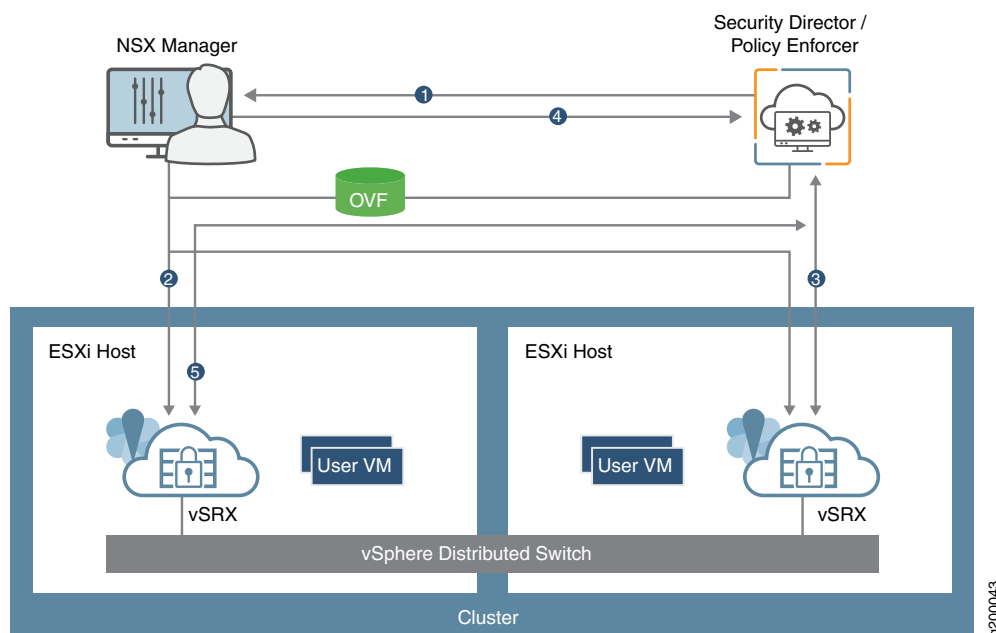 Security Director /
Policy Enforcer
NSX Manager
1
4
OVF
2
3
ESXi Host
ESXi Host
5
User VM
User VM
vSRX
vSRX
vSphere Distributed Switch
Cluster
g200043